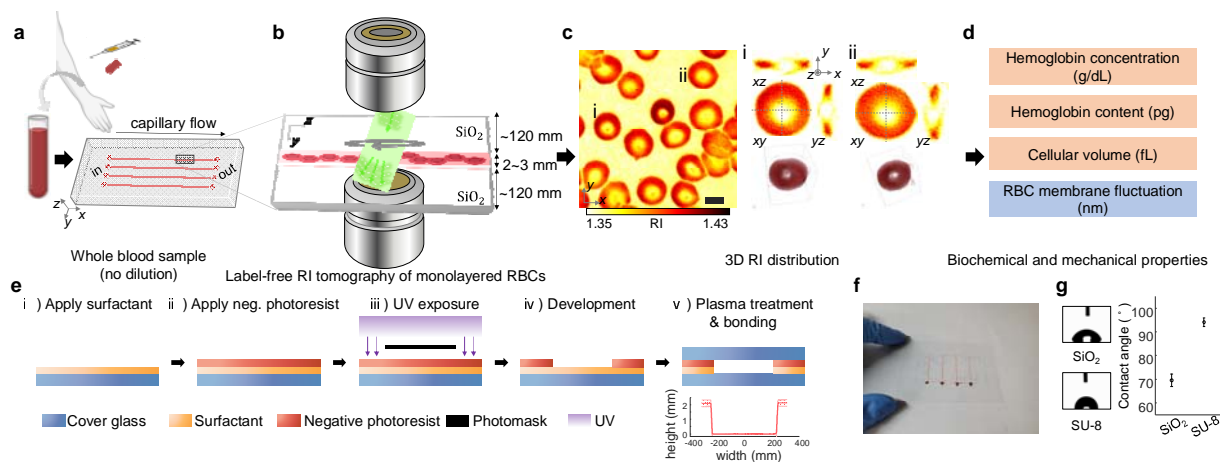 a
capillary flow
in
out
z
x
y
Whole blood sample
(no dilution)
b
z
y
SiO2
~120 mm
2~3 mm
SiO2
~120 mm
Label-free RI tomography of monolayered RBCs
c
ii
i
y
x
1.35 RI 1.43
i
ii
y
z x
xz
xz
xy
yz
xy
yz
3D RI distribution
d
Hemoglobin concentration
(g/dL)
Hemoglobin content (pg)
Cellular volume (fL)
RBC membrane fluctuation
(nm)
Biochemical and mechanical properties
e
i ) Apply surfactant
ii ) Apply neg. photoresist
iii ) UV exposure
iv ) Development
v ) Plasma treatment
& bonding
Cover glass
Surfactant
Negative photoresist
Photomask
UV
height (mm)
2
1
0
-400 -200 0 200 400
width (mm)
f
g
SiO2
SU-8
Contact angle (°)
100
90
80
70
60
SiO2
SU-8